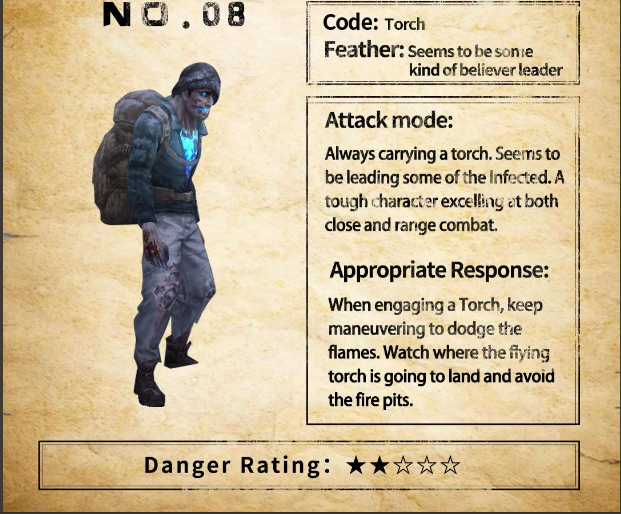 NO.08
Code: Torch
Feather: Seems to be some
kind of believer leader
Attack mode:
Always carrying a torch. Seems to
be leading some of the Infected. A
tough character excelling at both
close and range combat.
Appropriate Response:
When engaging a Torch, keep
maneuvering to dodge the
flames. Watch where the flying
torch is going to land and avoid
the fire pits.
Danger Rating: ★★☆☆☆